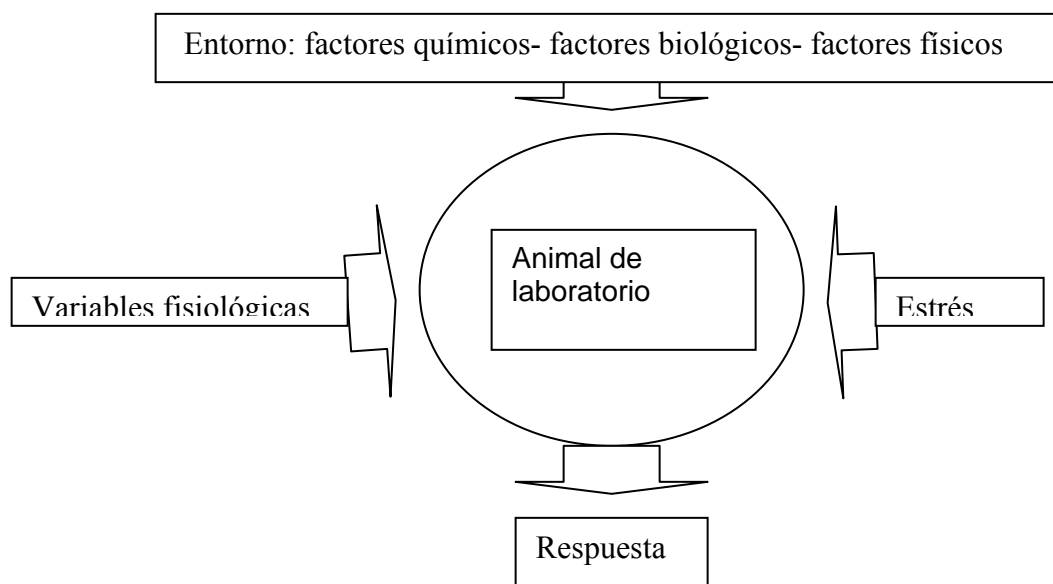 Entorno: factores químicos- factores biológicos- factores físicos
Animal de
laboratorio
Variables fisiológicas
Estrés
Respuesta